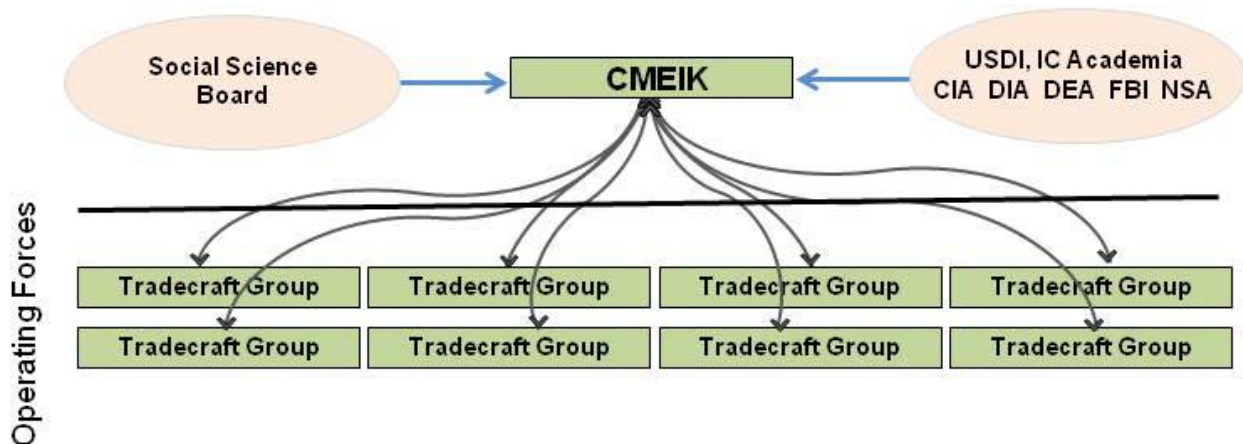 Social Science
Board
CMEIK
USDI, IC Academia
CIA DIA DEA FBI NSA
Operating Forces
Tradecraft Group
Tradecraft Group
Tradecraft Group
Tradecraft Group
Tradecraft Group
Tradecraft Group
Tradecraft Group
Tradecraft Group